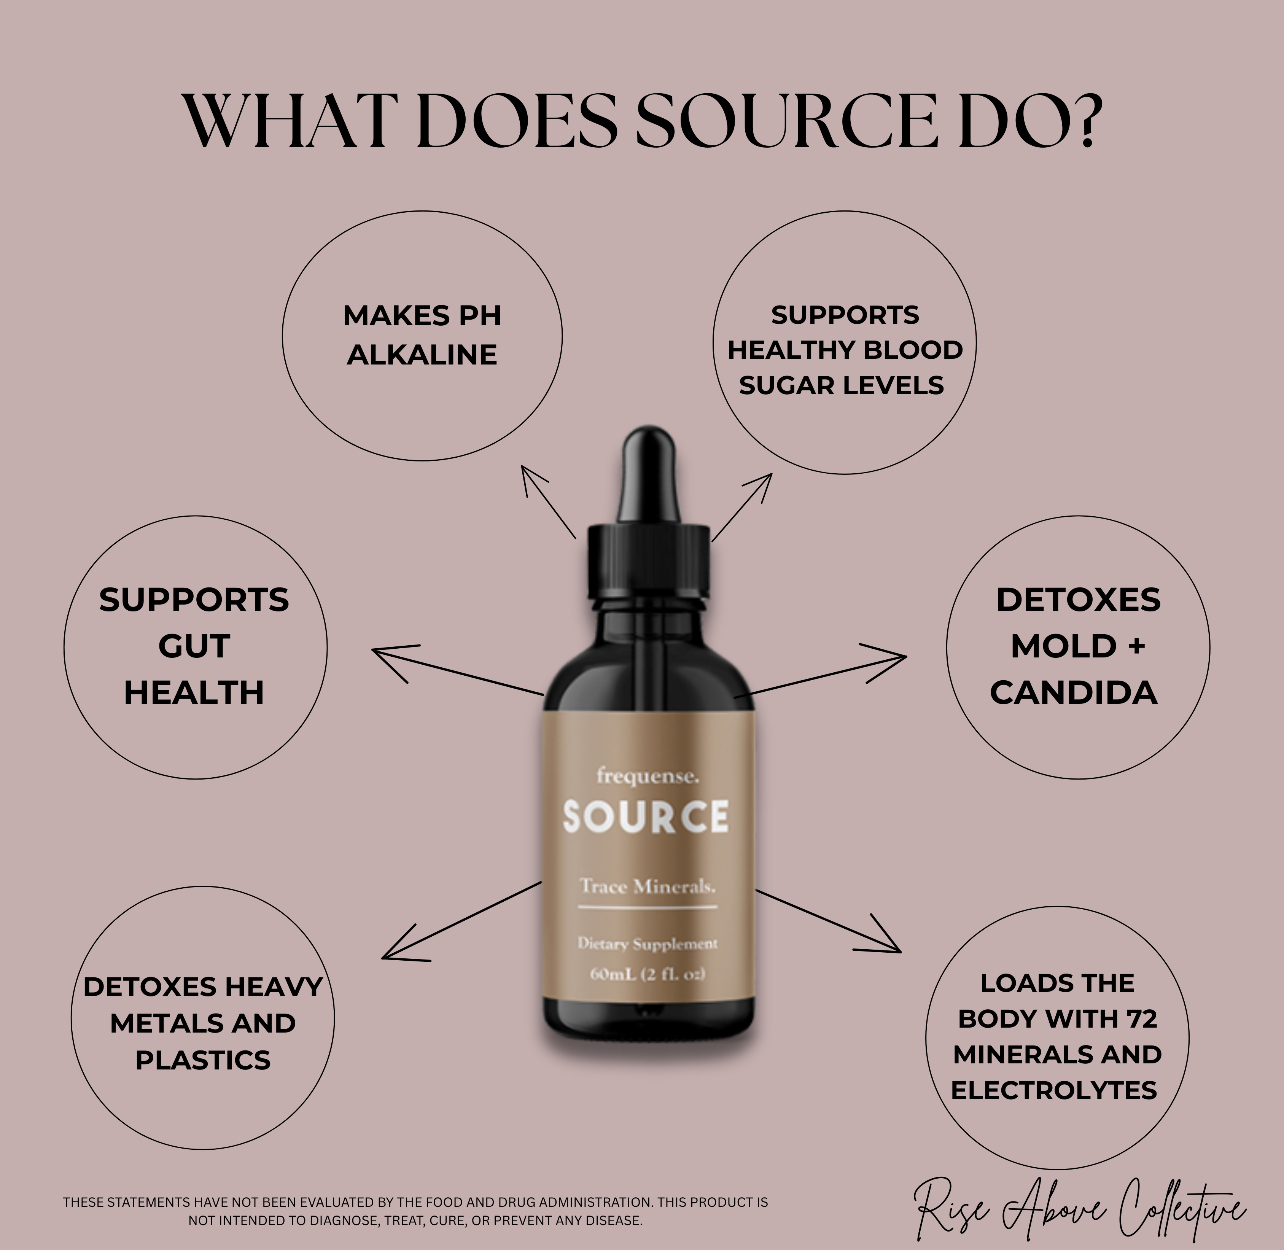 WHAT DOES SOURCE DO?
MAKES PH
ALKALINE
SUPPORTS
HEALTHY BLOOD
SUGAR LEVELS
SUPPORTS
GUT
HEALTH
DETOXES
MOLD +
CANDIDA
frequense.
SOURCE
Trace Minerals.
Dietary Supplement
60mL (2 fl. oz)
DETOXES HEAVY
METALS AND
PLASTICS
LOADS THE
BODY WITH 72
MINERALS AND
ELECTROLYTES
THESE STATEMENTS HAVE NOT BEEN EVALUATED BY THE FOOD AND DRUG ADMINISTRATION. THIS PRODUCT IS
NOT INTENDED TO DIAGNOSE, TREAT, CURE, OR PREVENT ANY DISEASE.
Rise Above Collective